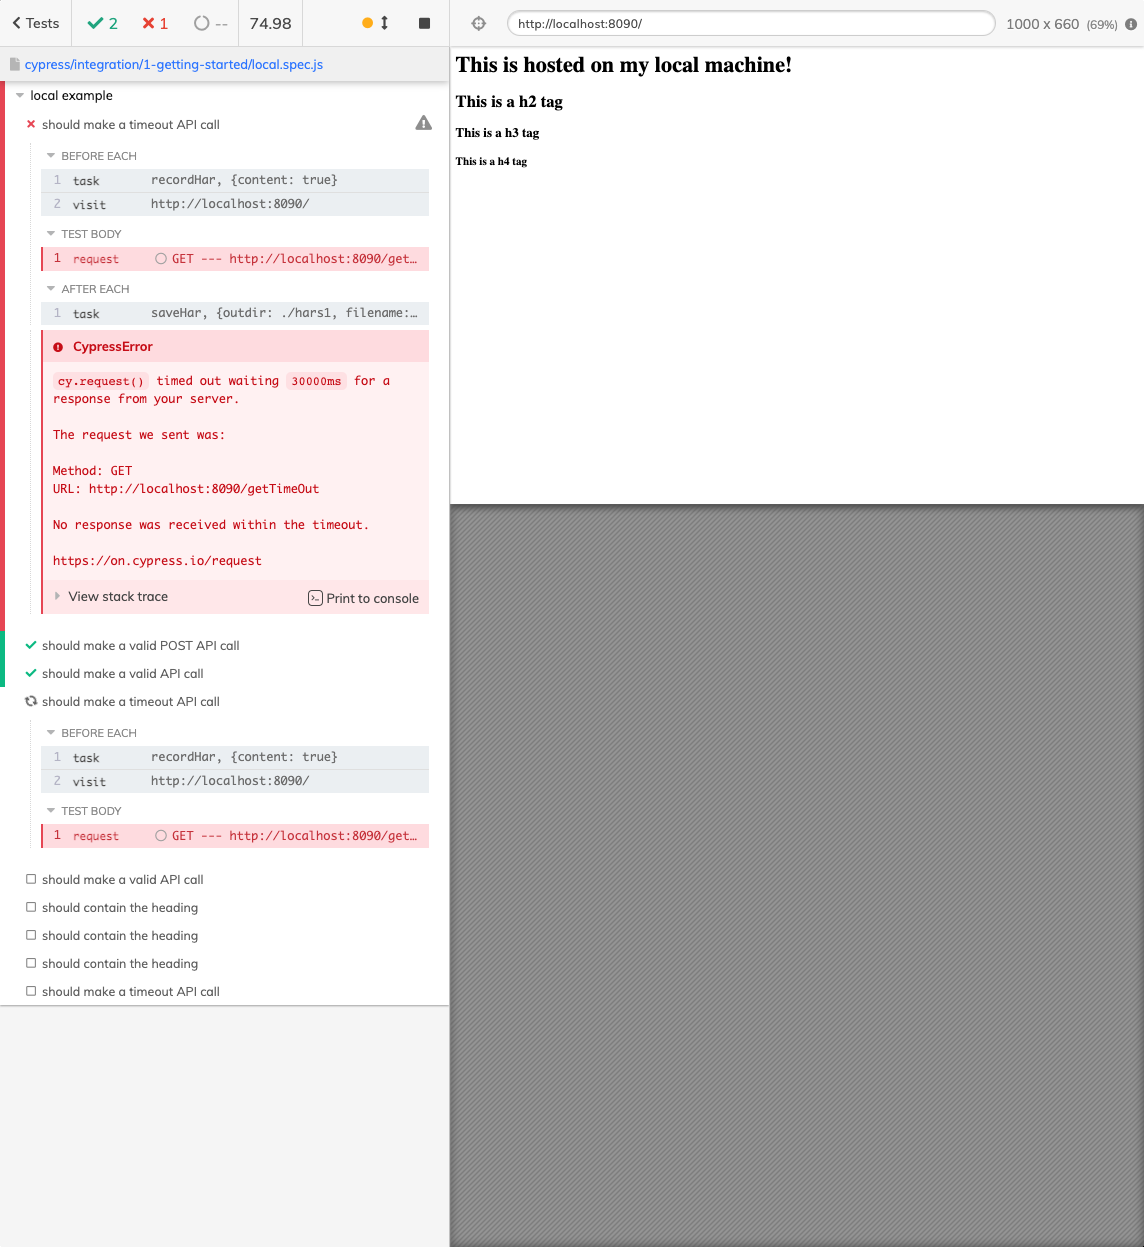 Tests
2
1
--
74.98
http://localhost:8090/
1000 x 660 (69%)
cypress/integration/1-getting-started/local.spec.js
local example
should make a timeout API call
BEFORE EACH
1 task recordHar, {content: true}
2 visit http://localhost:8090/
TEST BODY
1 request GET --- http://localhost:8090/get…
AFTER EACH
1 task saveHar, {outdir: ./hars1, filename:…
CypressError
cy.request() timed out waiting 30000ms for a
response from your server.
The request we sent was:
Method: GET
URL: http://localhost:8090/getTimeOut
No response was received within the timeout.
https://on.cypress.io/request
View stack trace
Print to console
should make a valid POST API call
should make a valid API call
should make a timeout API call
BEFORE EACH
1 task recordHar, {content: true}
2 visit http://localhost:8090/
TEST BODY
1 request GET --- http://localhost:8090/get…
should make a valid API call
should contain the heading
should contain the heading
should contain the heading
should make a timeout API call
This is hosted on my local machine!
This is a h2 tag
This is a h3 tag
This is a h4 tag